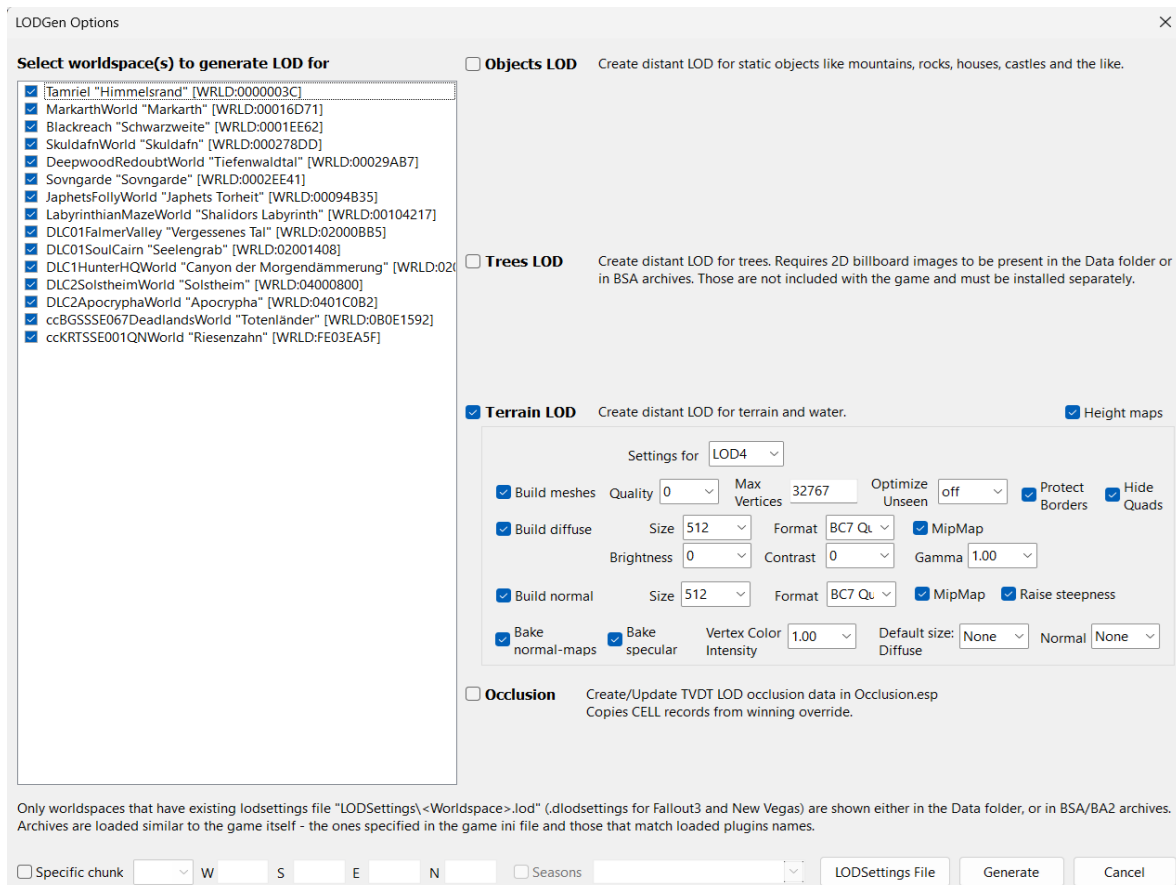 LODGen Options
Select worldspace(s) to generate LOD for
Tamriel "Himmelsrand" [WRLD:0000003C]
MarkarthWorld "Markarth" [WRLD:00016D71]
Blackreach "Schwarzweite" [WRLD:0001EE62]
SkuldafnWorld "Skuldafn" [WRLD:000278DD]
DeepwoodRedoubtWorld "Tiefenwaldtal" [WRLD:00029AB7]
Sovngarde "Sovngarde" [WRLD:0002EE41]
JaphetsFollyWorld "Japhets Torheit" [WRLD:00094B35]
LabyrinthianMazeWorld "Shalidors Labyrinth" [WRLD:00104217]
DLC01FalmerValley "Vergessenes Tal" [WRLD:02000BB5]
DLC01SoulCairn "Seelengrab" [WRLD:02001408]
DLC1HunterHQWorld "Canyon der Morgendämmerung" [WRLD:02(
DLC2SolstheimWorld "Solstheim" [WRLD:04000800]
DLC2ApocryphaWorld "Apocrypha" [WRLD:0401C0B2]
ccBGSSSE067DeadlandsWorld "Totenländer" [WRLD:0B0E1592]
ccKRTSSE001QNWorld "Riesenzahn" [WRLD:FE03EA5F]
Objects LOD Create distant LOD for static objects like mountains, rocks, houses, castles and the like.
Trees LOD Create distant LOD for trees. Requires 2D billboard images to be present in the Data folder or
in BSA archives. Those are not included with the game and must be installed separately.
Terrain LOD Create distant LOD for terrain and water. Height maps
Settings for LOD4
Build meshes Quality 0 Max Vertices 32767 Optimize Unseen off Protect Borders Hide Quads
Build diffuse Size 512 Format BC7 Qu MipMap
Brightness 0 Contrast 0 Gamma 1.00
Build normal Size 512 Format BC7 Qu MipMap Raise steepness
Bake normal-maps Bake specular Vertex Color Intensity 1.00 Default size: Diffuse None Normal None
Occlusion Create/Update TVDT LOD occlusion data in Occlusion.esp
Copies CELL records from winning override.
Only worldspaces that have existing lodsettings file "LODSettings\<Worldspace>.lod" (.dlodsettings for Fallout3 and New Vegas) are shown either in the Data folder, or in BSA/BA2 archives.
Archives are loaded similar to the game itself - the ones specified in the game ini file and those that match loaded plugins names.
Specific chunk W S E N Seasons LODSettings File Generate Cancel